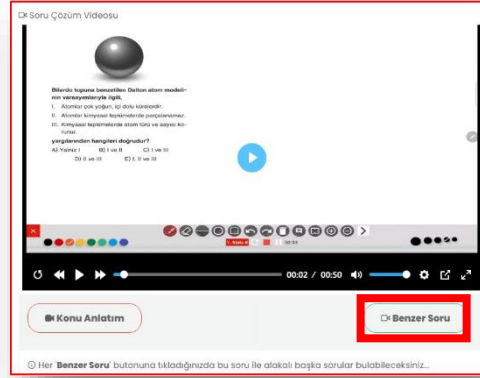 Soru Çözüm Videosu
Bilardo topuna benzetilen Dalton atom modeli-
nin varsayımlarıyla ilgili,
I. Atomlar çok yoğun, içi dolu kürelerdir.
II. Atomlar kimyasal tepkimelerde parçalanamaz.
III. Kimyasal tepkimelerde atom türü ve sayısı ko-
runur.
yargılarından hangileri doğrudur?
A) Yalnız I B) I ve II C) I ve III
D) II ve III E) I, II ve III
00:02 / 00:50
Konu Anlatım
Benzer Soru
Her 'Benzer Soru' butonuna tıkladığınızda bu soru ile alakalı başka sorular bulabileceksiniz...